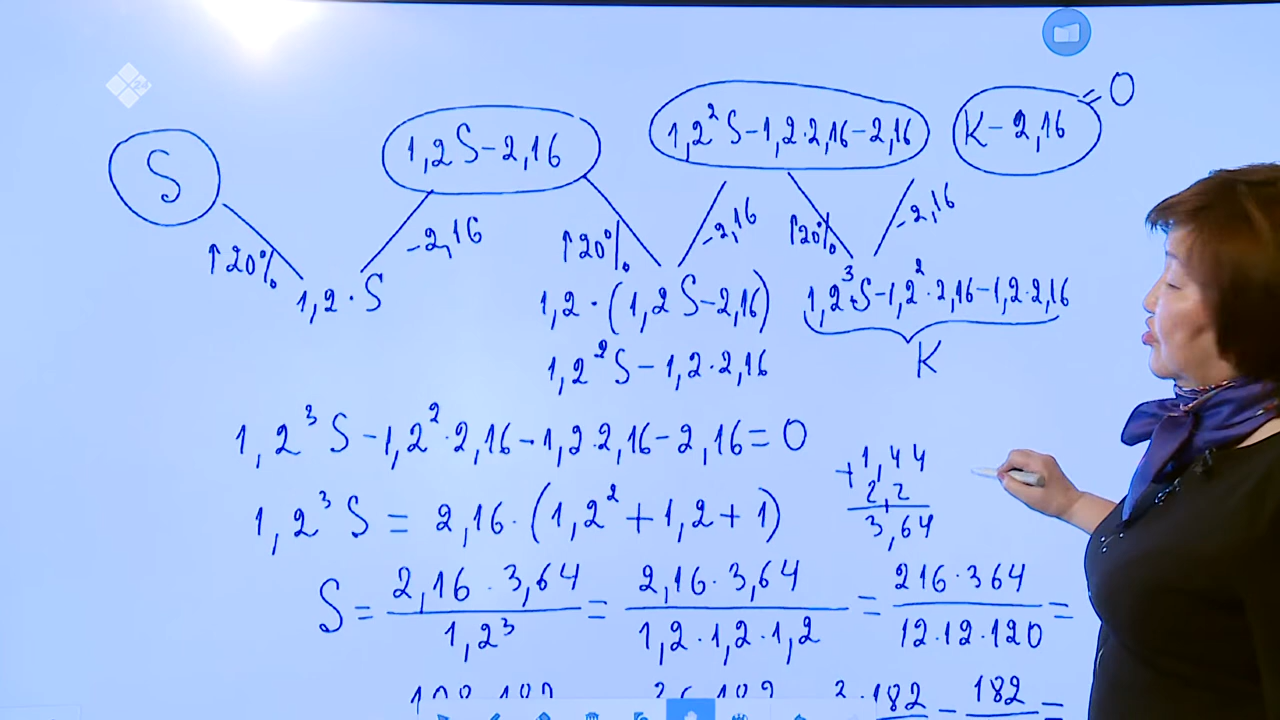 24
S
1,2S-2,16
1,2²S-1,2·2,16-2,16
K-2,16=0
↑20%
-2,16
↑20%
-2,16
↑20%
-2,16
1,2·S
1,2·(1,2S-2,16)
1,2³·S-1,2²·2,16-1,2·2,16
1,2²S-1,2·2,16
K
1,2³S-1,2²·2,16-1,2·2,16-2,16=0
1,2³S=2,16·(1,2²+1,2+1)
+1,44
2,2
3,64
S=2,16·3,64/1,2³=2,16·3,64/1,2·1,2·1,2=216·364/12·12·120=
182
182